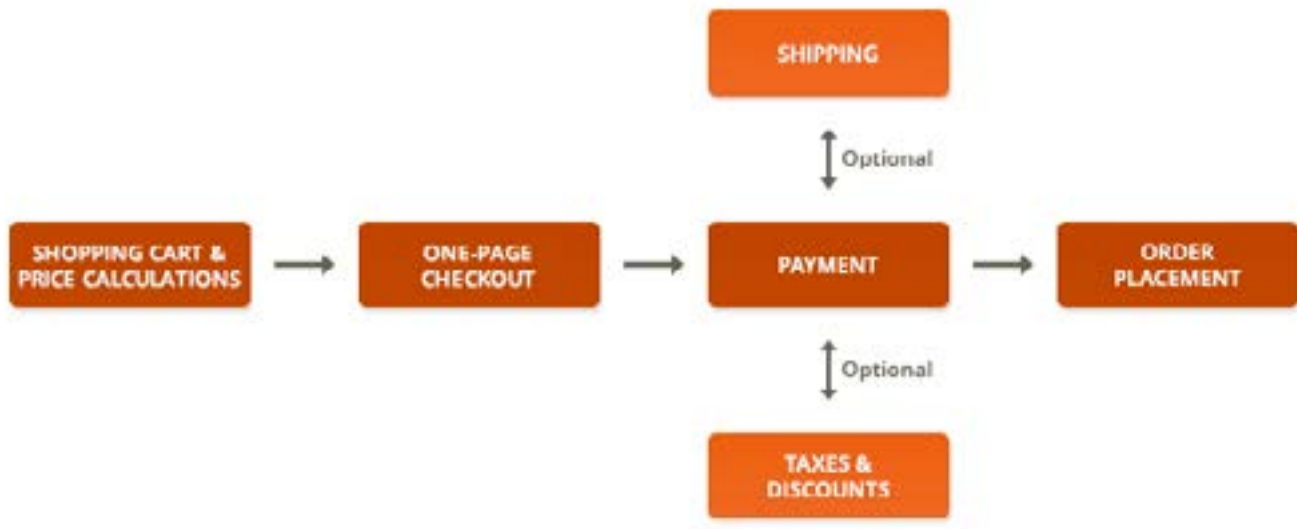 SHIPPING
Optional
SHOPPING CART &
PRICE CALCULATIONS
ONE-PAGE
CHECKOUT
PAYMENT
ORDER
PLACEMENT
Optional
TAXES &
DISCOUNTS